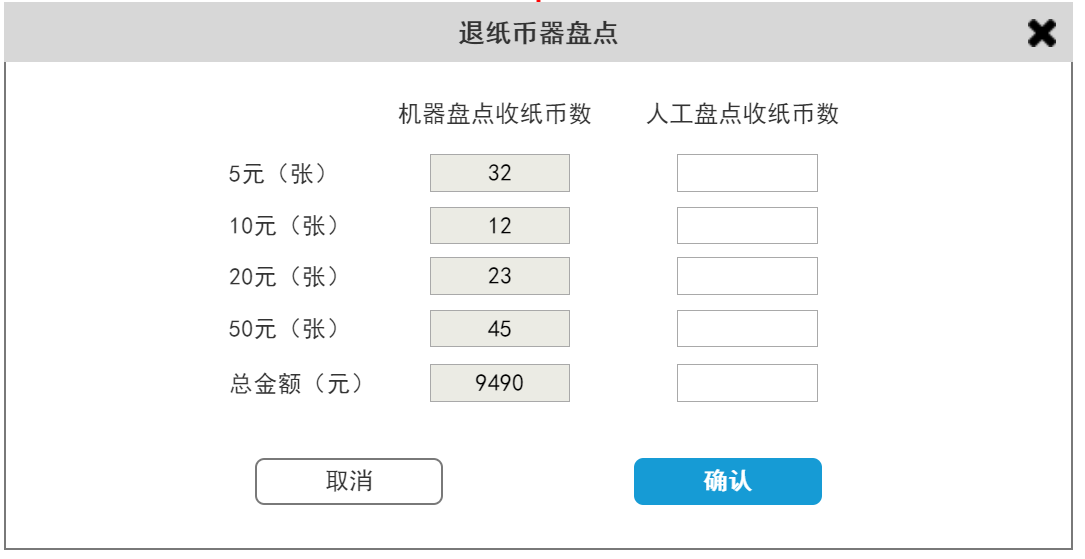 退纸币器盘点
机器盘点收纸币数 人工盘点收纸币数
5元（张） 32
10元（张） 12
20元（张） 23
50元（张） 45
总金额（元） 9490
取消 确认